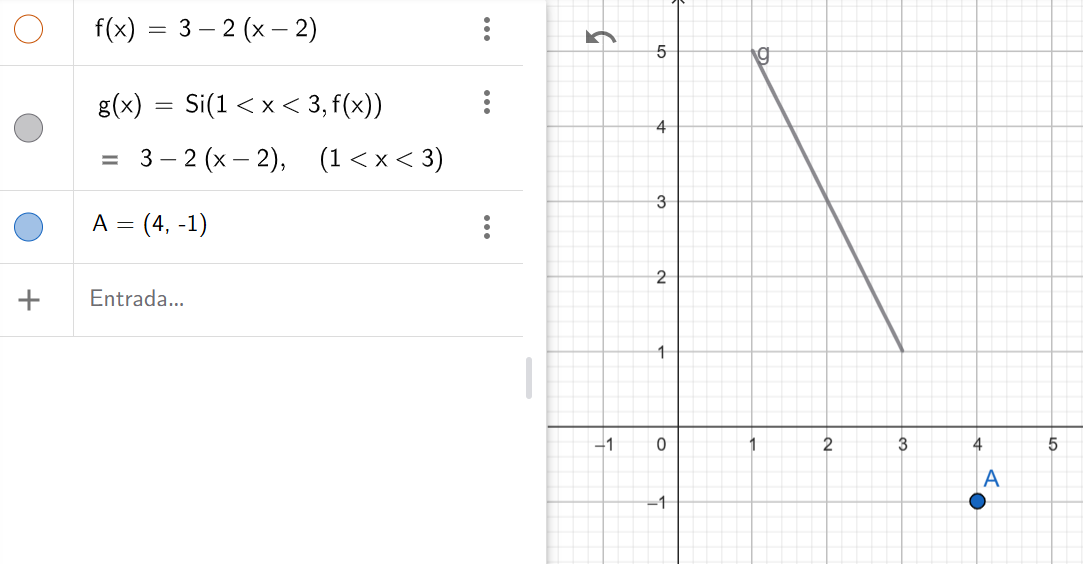 f(x) = 3 – 2 (x – 2)
g(x) = Si(1 < x < 3, f(x))
= 3 – 2 (x – 2), (1 < x < 3)
A = (4, -1)
+ Entrada...
5
g
4
3
2
1
–1 0 1 2 3 4 5
A
–1